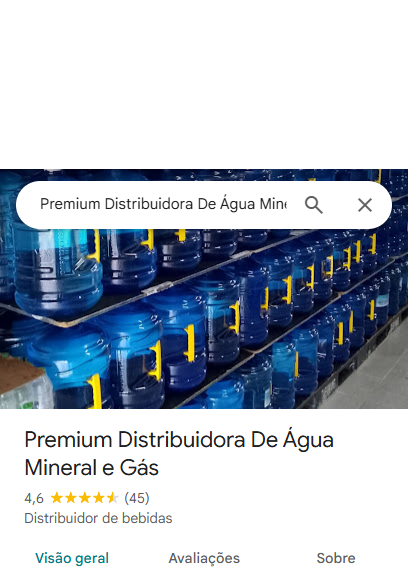 Premium Distribuidora De Água Mine
Premium Distribuidora De Água
Mineral e Gás
4,6 (45)
Distribuidor de bebidas
Visão geral Avaliações Sobre